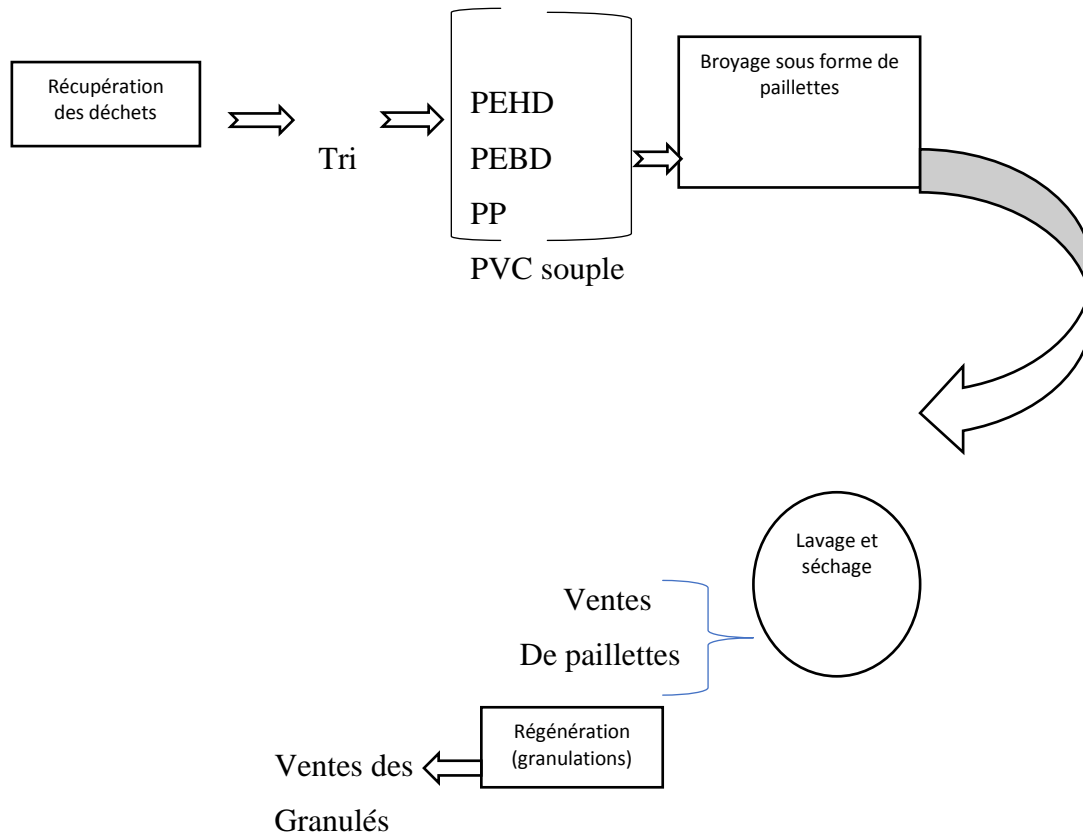 Récupération
des déchets
Tri
PEHD
PEBD
PP
PVC souple
Broyage sous forme de
paillettes
Lavage et
séchage
Ventes
De paillettes
Régénération
(granulations)
Ventes des
Granulés